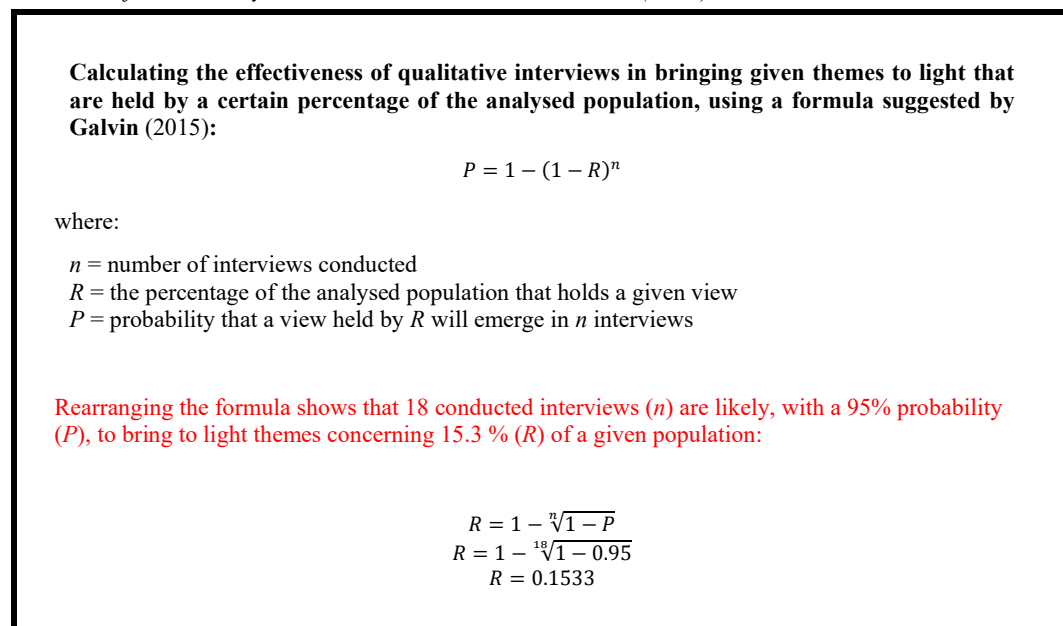 Calculating the effectiveness of qualitative interviews in bringing given themes to light that
are held by a certain percentage of the analysed population, using a formula suggested by
Galvin (2015):
P = 1 − (1 − R)ⁿ
where:
n = number of interviews conducted
R = the percentage of the analysed population that holds a given view
P = probability that a view held by R will emerge in n interviews
Rearranging the formula shows that 18 conducted interviews (n) are likely, with a 95% probability
(P), to bring to light themes concerning 15.3 % (R) of a given population:
R = 1 − ⁿ√1 − P
R = 1 − ¹⁸√1 − 0.95
R = 0.1533